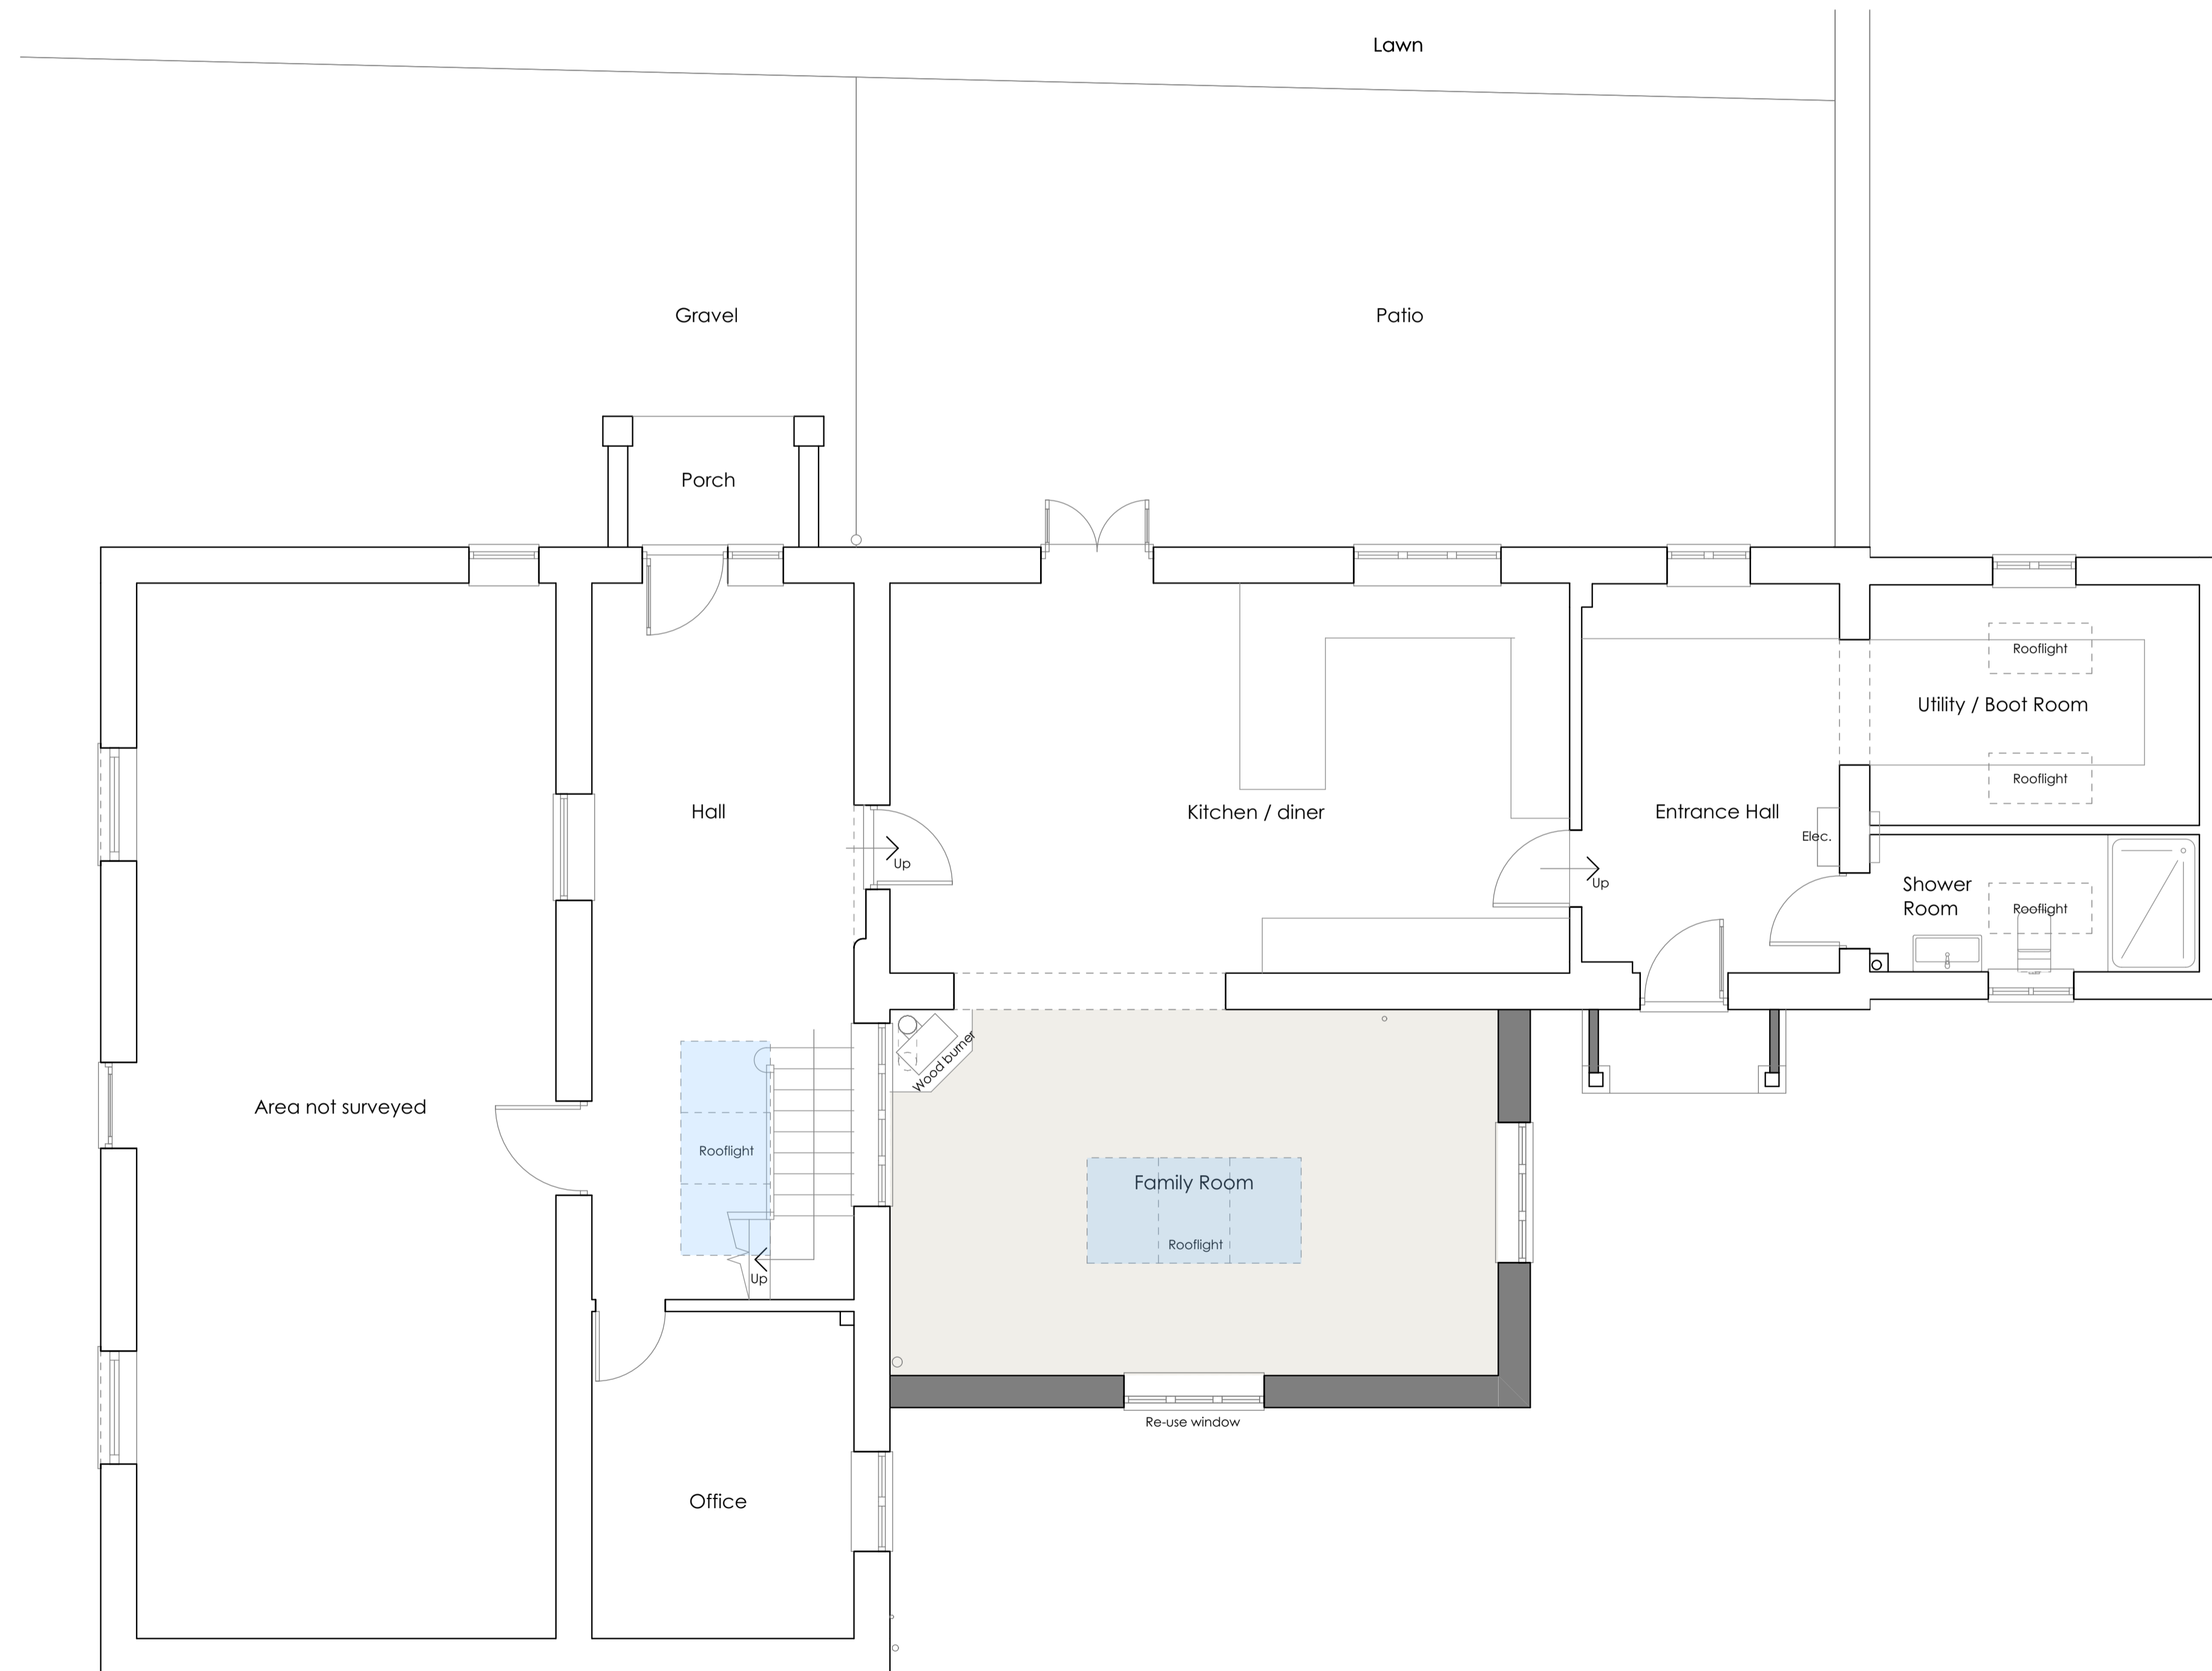 Lawn
Gravel
Patio
Porch
Rooflight
Utility / Boot Room
Rooflight
Hall
Kitchen / diner
Entrance Hall
Elec.
Up
Up
Shower
Room
Rooflight
Wood burner
Area not surveyed
Rooflight
Family Room
Rooflight
Up
Re-use window
Office